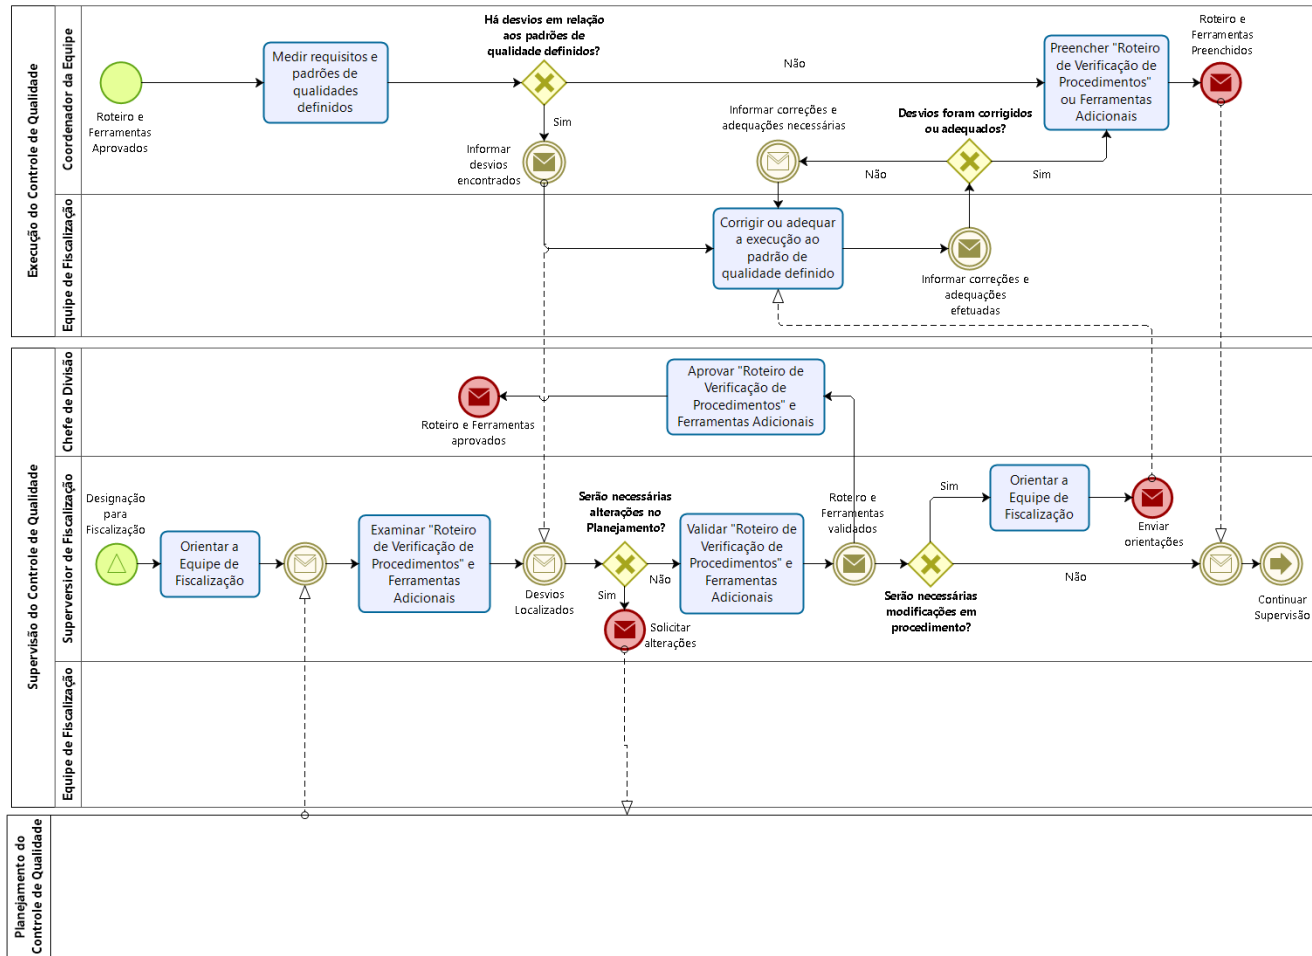 Execução do Controle de Qualidade
Coordenador da Equipe
Roteiro e
Ferramentas
Aprovados
Medir requisitos e
padrões de
qualidades
definidos
Há desvios em relação
aos padrões de
qualidade definidos?
Não
Sim
Informar
desvios
encontrados
Informar correções e
adequações necessárias
Desvios foram corrigidos
ou adequados?
Não
Sim
Preencher "Roteiro
de Verificação de
Procedimentos"
ou Ferramentas
Adicionais
Roteiro e
Ferramentas
Preenchidos
Equipe de Fiscalização
Corrigir ou adequar
a execução ao
padrão de
qualidade definido
Informar correções e
adequações
efetuadas
Supervisão do Controle de Qualidade
Chefe de Divisão
Roteiro e Ferramentas
aprovados
Aprovar "Roteiro de
Verificação de
Procedimentos" e
Ferramentas Adicionais
Superversior de Fiscalização
Designação
para
Fiscalização
Orientar a
Equipe de
Fiscalização
Examinar "Roteiro
de Verificação de
Procedimentos" e
Ferramentas
Adicionais
Desvios
Localizados
Serão necessárias
alterações no
Planejamento?
Não
Sim
Solicitar
alterações
Validar "Roteiro de
Verificação de
Procedimentos" e
Ferramentas
Adicionais
Roteiro e
Ferramentas
validados
Serão necessárias
modificações em
procedimento?
Sim
Não
Orientar a
Equipe de
Fiscalização
Enviar
orientações
Continuar
Supervisão
Equipe de Fiscalização
Planejamento do
Controle de Qualidade